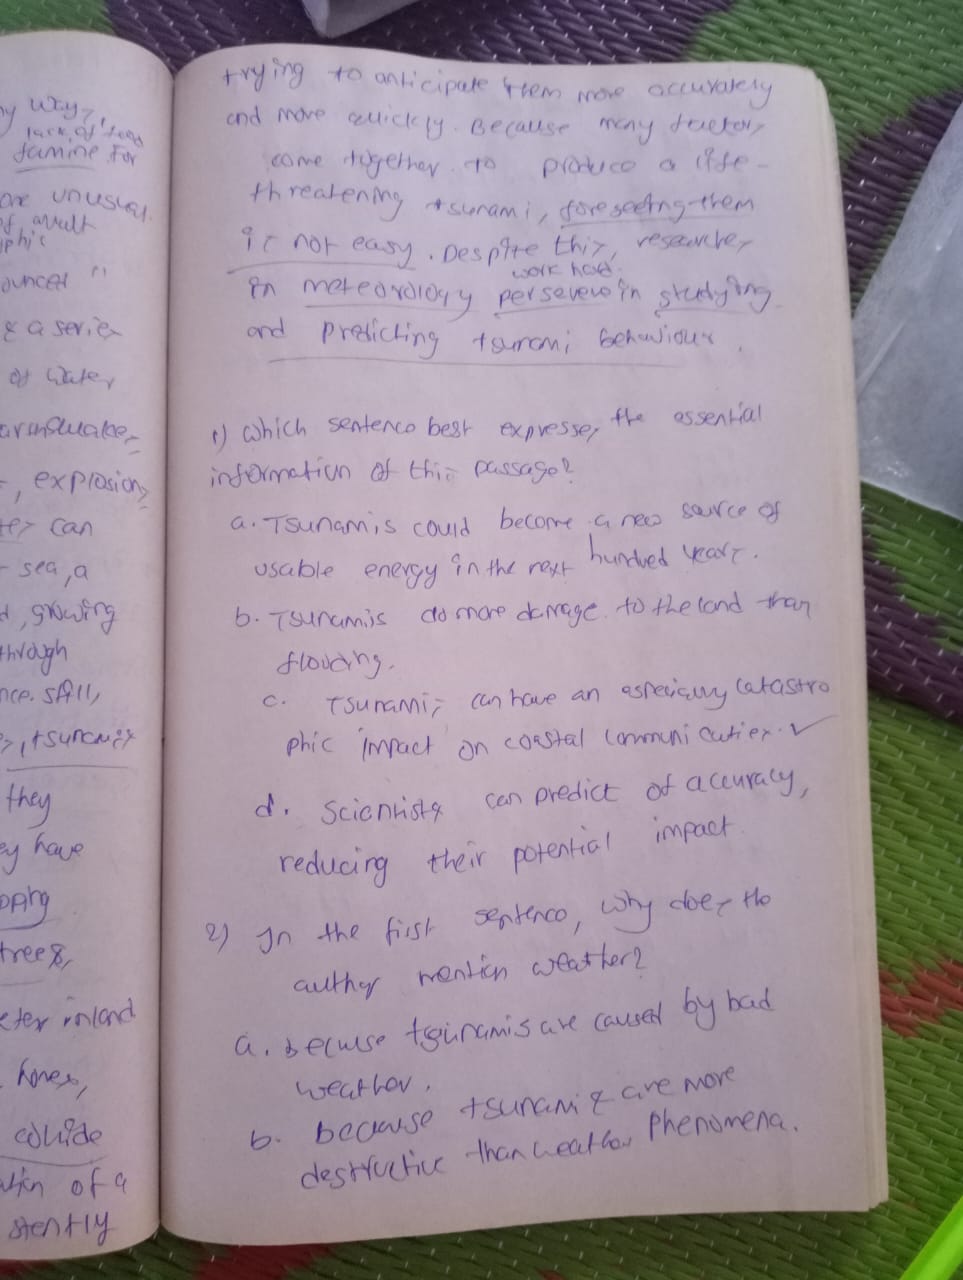 ny way,
lack of food
famine for
are unusual
of
phic
ounced "
& a series
of water
, explosions
can
sea, a
d, growing
through
nce. still,
, tsunamis
they
ey have
trees,
eter inland
homes,
collide
ation of a
stently
trying to anticipate them more accurately
and more quickly. Because many factors
come together to produce a life-
threatening tsunami, foreseeing them
is not easy. Despite this, researches
work hard.
in meteorology persevere in studying
and predicting tsunami behaviour.
1) which sentence best expresses the essential
information of this passage?
a. Tsunamis could become a new source of
usable energy in the next hundred years.
b. Tsunamis do more damage to the land than
flooding.
c. Tsunamis can have an especially catastro
phic impact on coastal communities. ✓
d. Scientists can predict of accuracy,
reducing their potential impact
2) In the first sentence, why does the
author mention weather?
a. because tsunamis are caused by bad
weather.
b. because tsunamis are more
destructive than weather phenomena.